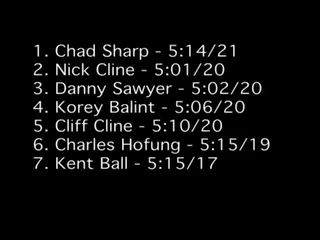 1. Chad Sharp - 5:14/21
2. Nick Cline - 5:01/20
3. Danny Sawyer - 5:02/20
4. Korey Balint - 5:06/20
5. Cliff Cline - 5:10/20
6. Charles Hofung - 5:15/19
7. Kent Ball - 5:15/17